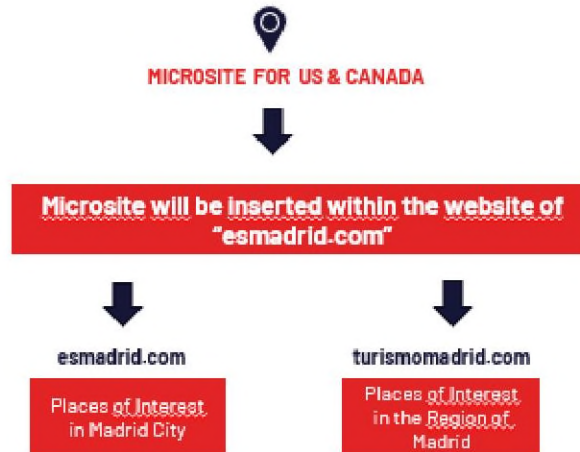 MICROSITE FOR US & CANADA
Microsite will be inserted within the website of
"esmadrid.com"
esmadrid.com
turismomadrid.com
Places of Interest
in Madrid City
Places of Interest
in the Region of
Madrid